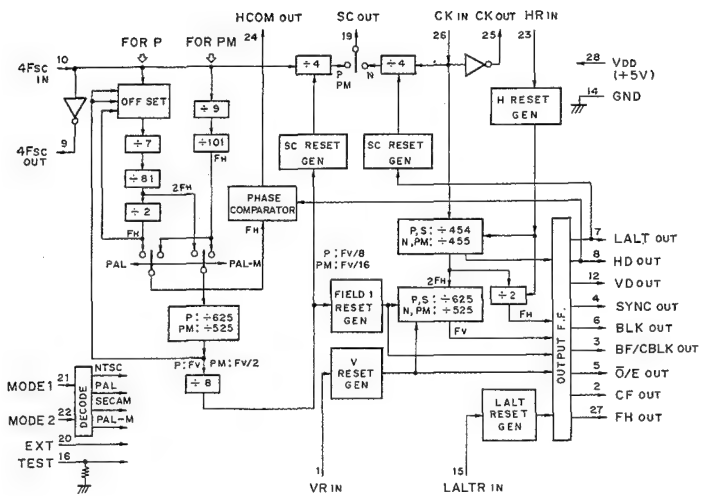 HCOM OUT
SC OUT
CK IN CK OUT HR IN
24
19
26
25
23
FOR P
FOR PM
10
4FSC
IN
÷4
P
PM
N
÷4
28
VDD
(+5V)
14
GND
OFF SET
÷9
H RESET
GEN
9
4FSC
OUT
÷7
÷101
FH
SC RESET
GEN
SC RESET
GEN
÷81
2FH
÷2
FH
PHASE
COMPARATOR
FH
P,S: ÷454
N,PM: ÷455
PAL
PAL-M
P: FV/8
PM: FV/16
2FH
÷2
FH
P: ÷625
PM: ÷525
FIELD 1
RESET
GEN
P,S: ÷625
N,PM: ÷525
FV
P:FV
PM:FV/2
÷8
V
RESET
GEN
LALT
RESET
GEN
OUTPUT F.F.
7
LALT OUT
8
HD OUT
12
VD OUT
4
SYNC OUT
6
BLK OUT
3
BF/CBLK OUT
5
O̅/E OUT
2
CF OUT
27
FH OUT
MODE 1
21
MODE 2
22
DECODE
NTSC
PAL
SECAM
PAL-M
EXT
20
TEST
16
1
VR IN
15
LALTR IN